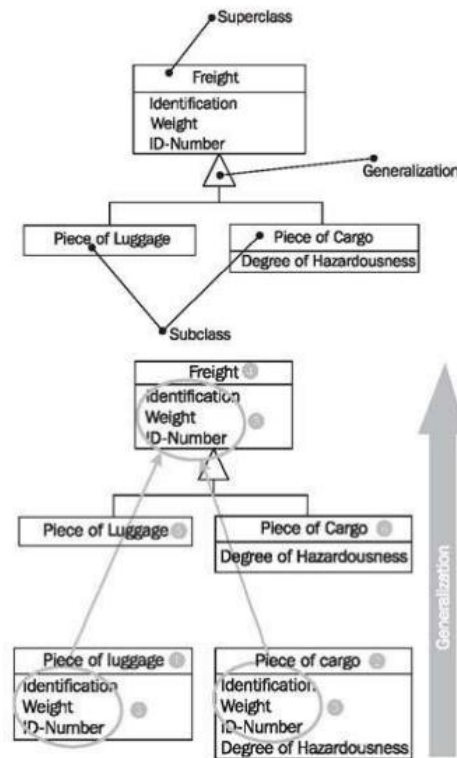 Superclass
Freight
Identification
Weight
ID-Number
Generalization
Piece of Luggage
Piece of Cargo
Degree of Hazardousness
Subclass
Freight
Identification
Weight
ID-Number
Piece of Luggage
Piece of Cargo
Degree of Hazardousness
Generalization
Piece of luggage
Identification
Weight
ID-Number
Piece of cargo
Identification
Weight
ID-Number
Degree of Hazardousness